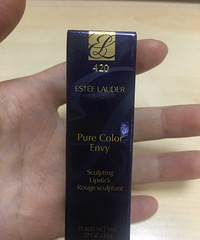 420
ESTEE LAUDER
Pure Color
Envy
Sculpting
Lipstick
Rouge sculptant